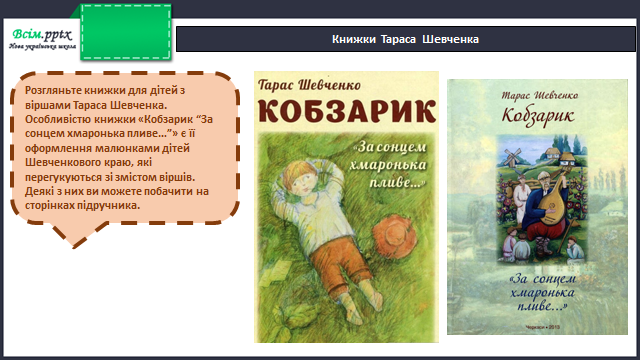 Всім.pptx
Нова українська школа
Книжки Тараса Шевченка
Розгляньте книжки для дітей з
віршами Тараса Шевченка.
Особливістю книжки «Кобзарик “За
сонцем хмаронька пливе…”» є її
оформлення малюнками дітей
Шевченкового краю, які
перегукуються зі змістом віршів.
Деякі з них ви можете побачити на
сторінках підручника.
Тарас Шевченко
КОБЗАРИК
«За сонцем
хмаронька
пливе...»
Тарас Шевченко
Кобзарик
«За сонцем
хмаронька
пливе...»
Черкаси • 2013